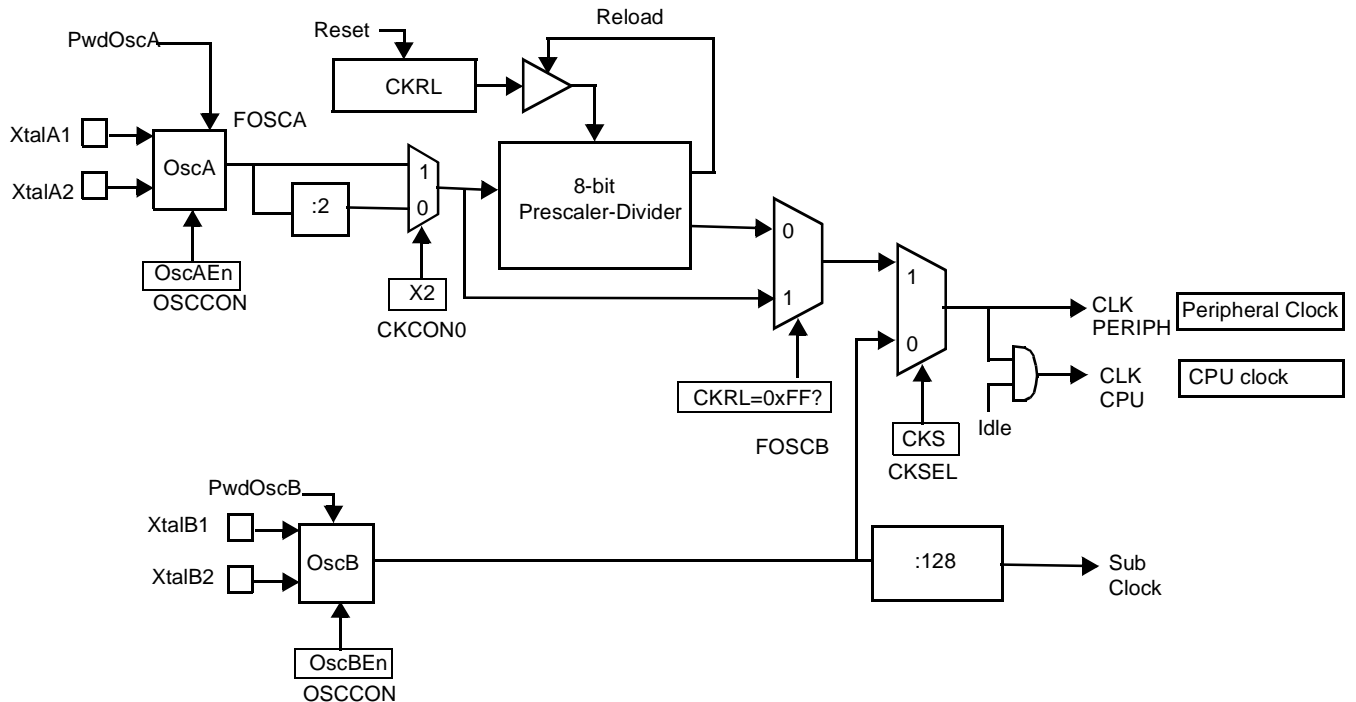 Reload
Reset
PwdOscA
CKRL
FOSCA
XtalA1
OscA
XtalA2
:2
1
0
8-bit
Prescaler-Divider
0
1
OscAEn
OSCCON
X2
CKCON0
1
0
CLK
PERIPH
Peripheral Clock
CLK
CPU
CPU clock
CKRL=0xFF?
Idle
FOSCB
CKS
CKSEL
PwdOscB
XtalB1
OscB
XtalB2
:128
Sub
Clock
OscBEn
OSCCON